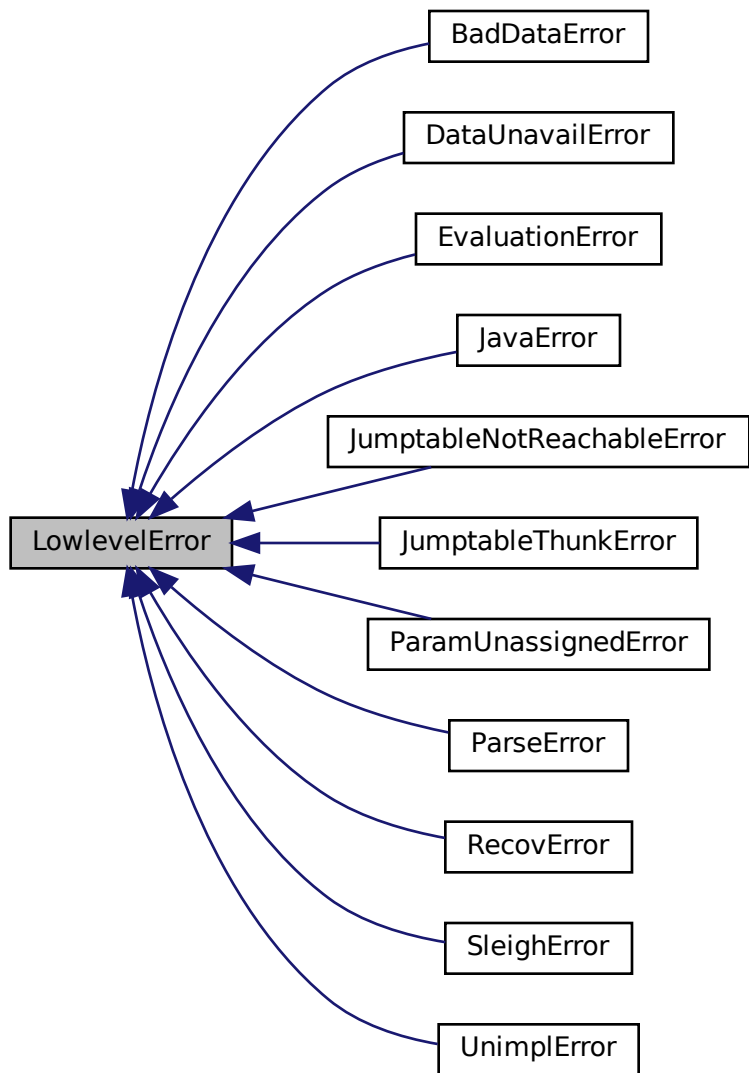 BadDataError
DataUnavailError
EvaluationError
JavaError
JumptableNotReachableError
LowlevelError
JumptableThunkError
ParamUnassignedError
ParseError
RecovError
SleighError
UnimplError